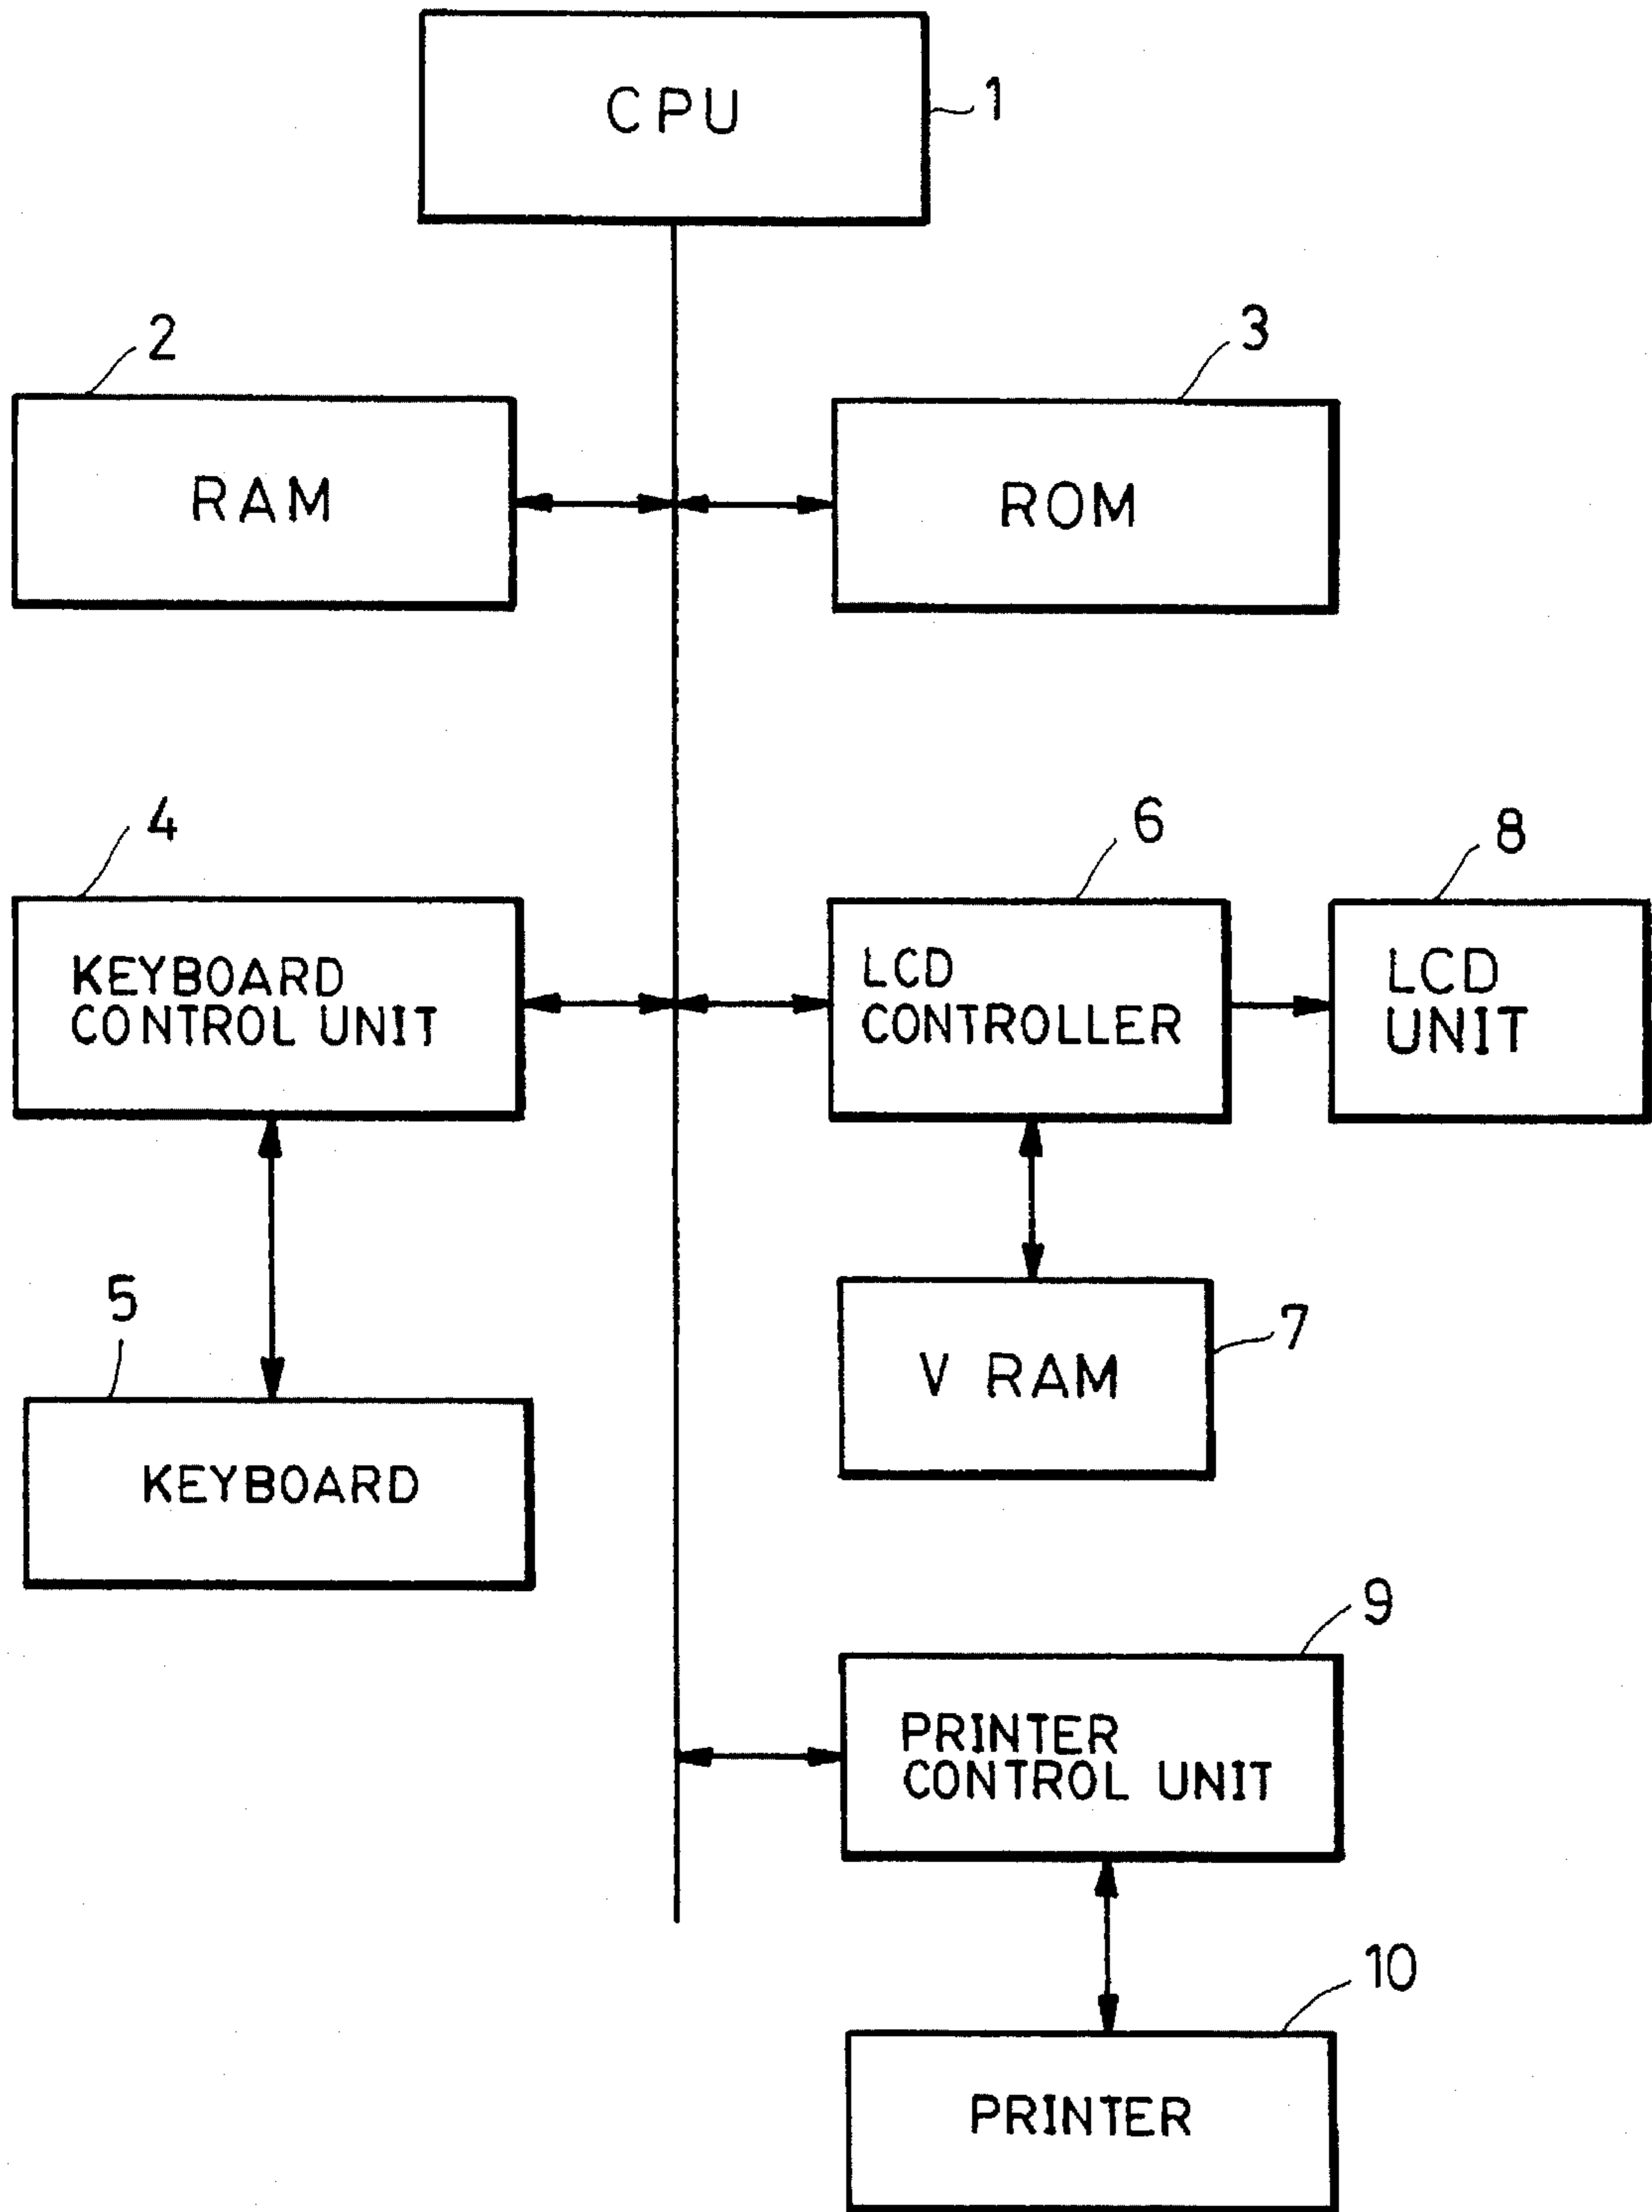 CPU
1
2
3
RAM
ROM
4
6
8
KEYBOARD
CONTROL UNIT
LCD
CONTROLLER
LCD
UNIT
5
7
V RAM
KEYBOARD
9
PRINTER
CONTROL UNIT
10
PRINTER